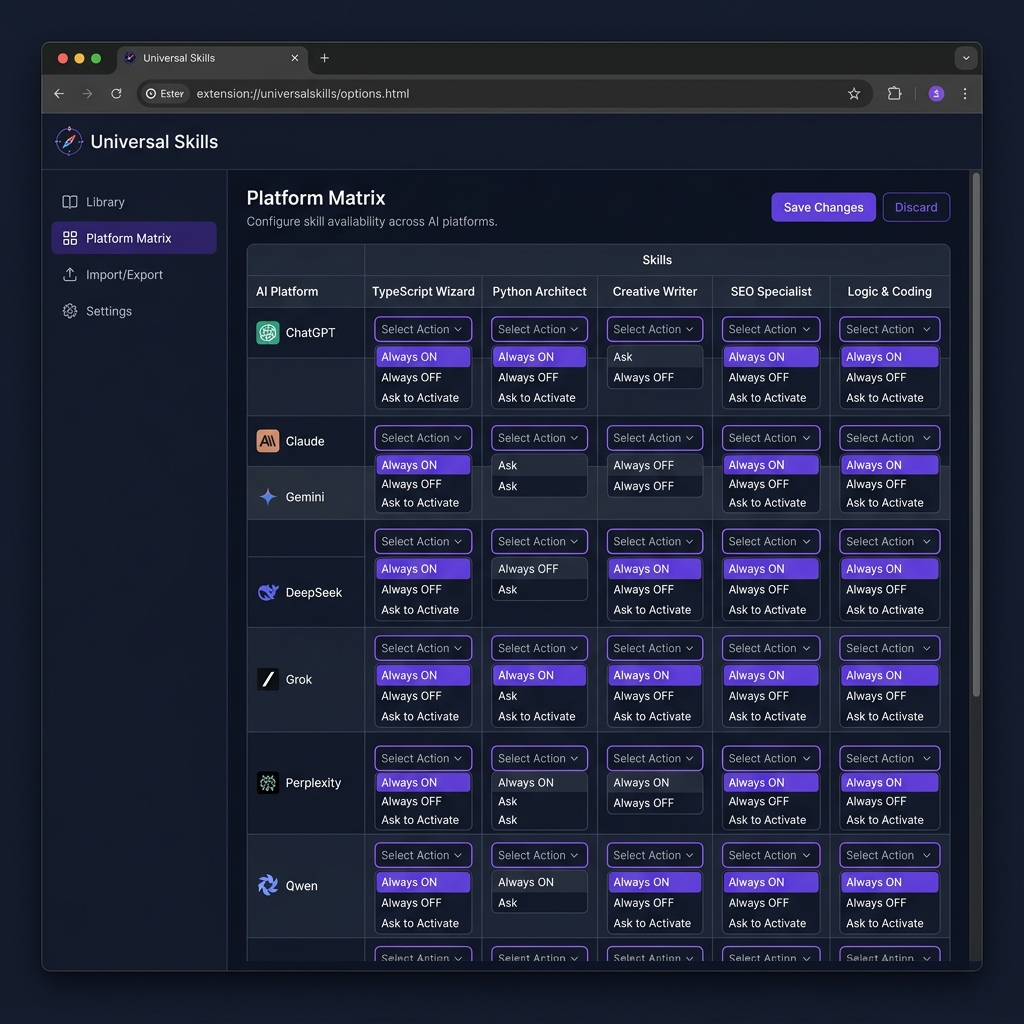 Universal Skills
Ester extension://universalskills/options.html
Universal Skills
Library
Platform Matrix
Import/Export
Settings
Platform Matrix
Configure skill availability across AI platforms.
Save Changes Discard
Skills
AI Platform TypeScript Wizard Python Architect Creative Writer SEO Specialist Logic & Coding
ChatGPT Select Action Select Action Select Action Select Action Select Action
Always ON Always ON Ask Always ON Always ON
Always OFF Always OFF Always OFF Always OFF Always OFF
Ask to Activate Ask to Activate Ask to Activate Ask to Activate
Claude Select Action Select Action Select Action Select Action Select Action
Always ON Ask Always OFF Always ON Always ON
Always OFF Ask Always OFF Always OFF Always OFF
Gemini
Ask to Activate Ask to Activate Ask to Activate
Select Action Select Action Select Action Select Action Select Action
Always ON Always OFF Always ON Always ON Always ON
DeepSeek Always OFF Ask Always OFF Always OFF Always OFF
Ask to Activate Ask to Activate Ask to Activate Ask to Activate
Select Action Select Action Select Action Select Action Select Action
Grok Always ON Always ON Always ON Always ON Always ON
Always OFF Ask Always OFF Always OFF Always OFF
Ask to Activate Ask to Activate Ask to Activate Ask to Activate Ask to Activate
Select Action Select Action Select Action Select Action Select Action
Perplexity Always ON Always ON Always ON Always ON Always ON
Always OFF Ask Always OFF Always OFF Always OFF
Ask to Activate Ask Ask to Activate Ask to Activate
Select Action Select Action Select Action Select Action Select Action
Qwen Always ON Always ON Always ON Always ON Always ON
Always OFF Ask Always OFF Always OFF Always OFF
Ask to Activate Ask to Activate Ask to Activate Ask to Activate
Select Action Select Action Select Action Select Action Select Action